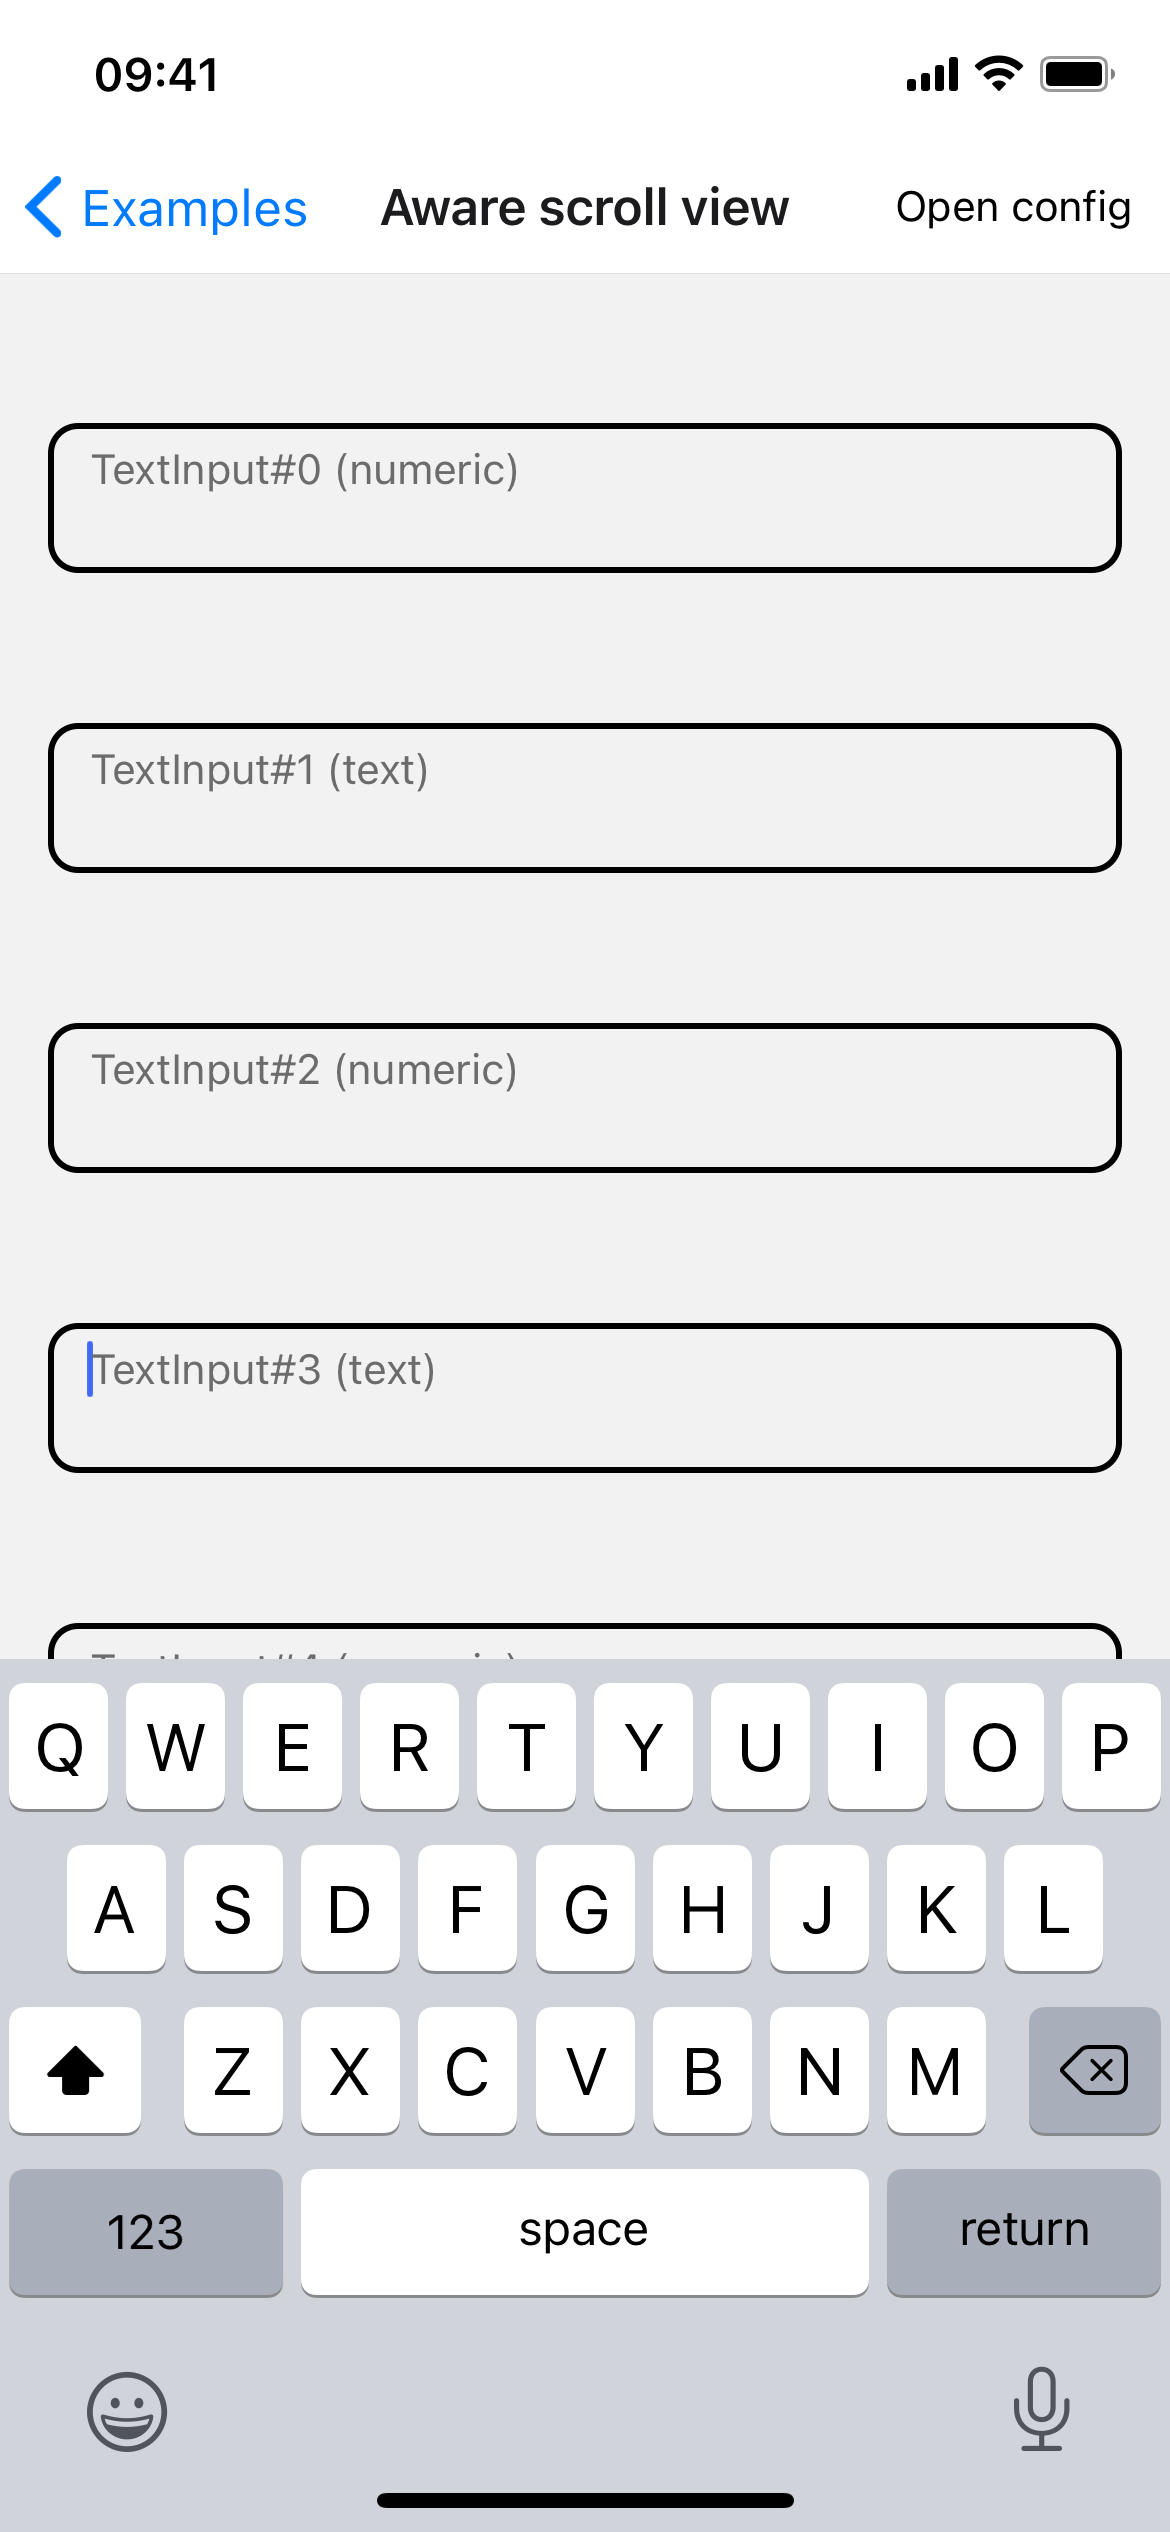 09:41
Examples
Aware scroll view
Open config
TextInput#0 (numeric)
TextInput#1 (text)
TextInput#2 (numeric)
TextInput#3 (text)
Q W E R T Y U I O P
A S D F G H J K L
Z X C V B N M
123 space return